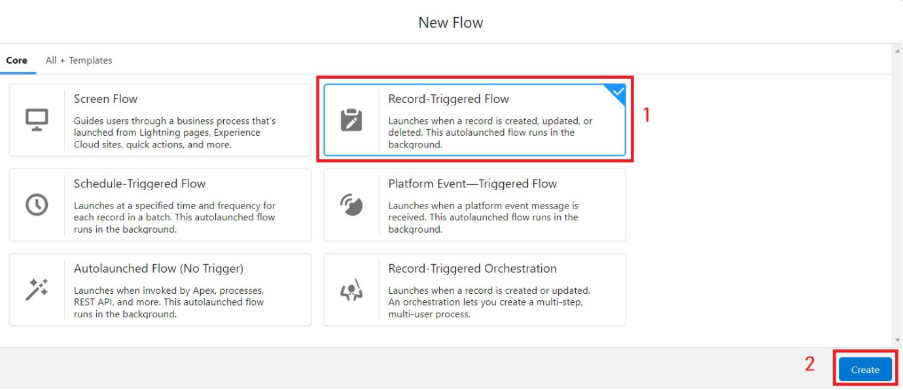 New Flow
Core
All + Templates
Screen Flow
Guides users through a business process that's
launched from Lightning pages, Experience
Cloud sites, quick actions, and more.
Record-Triggered Flow
Launches when a record is created, updated, or
deleted. This autolaunched flow runs in the
background.
1
Schedule-Triggered Flow
Launches at a specified time and frequency for
each record in a batch. This autolaunched flow
runs in the background.
Platform Event—Triggered Flow
Launches when a platform event message is
received. This autolaunched flow runs in the
background.
Autolaunched Flow (No Trigger)
Launches when invoked by Apex, processes,
REST API, and more. This autolaunched flow
runs in the background.
Record-Triggered Orchestration
Launches when a record is created or updated.
An orchestration lets you create a multi-step,
multi-user process.
2
Create